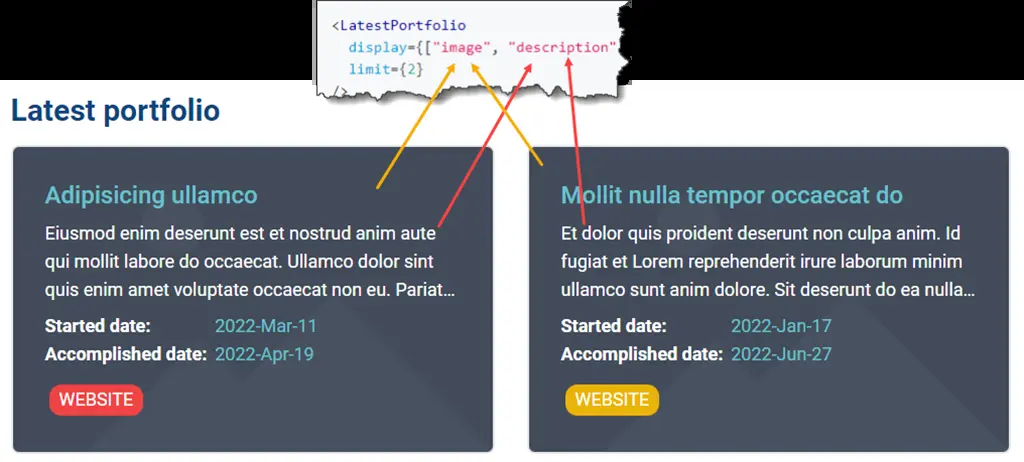 <LatestPortfolio
display={["image", "description"
limit={2}
/>
Latest portfolio
Adipisicing ullamco
Eiusmod enim deserunt est et nostrud anim aute
qui mollit labore do occaecat. Ullamco dolor sint
quis enim amet voluptate occaecat non eu. Pariat...
Started date: 2022-Mar-11
Accomplished date: 2022-Apr-19
WEBSITE
Mollit nulla tempor occaecat do
Et dolor quis proident deserunt non culpa anim. Id
fugiat et Lorem reprehenderit irure laborum minim
ullamco sunt anim dolore. Sit deserunt do ea nulla...
Started date: 2022-Jan-17
Accomplished date: 2022-Jun-27
WEBSITE